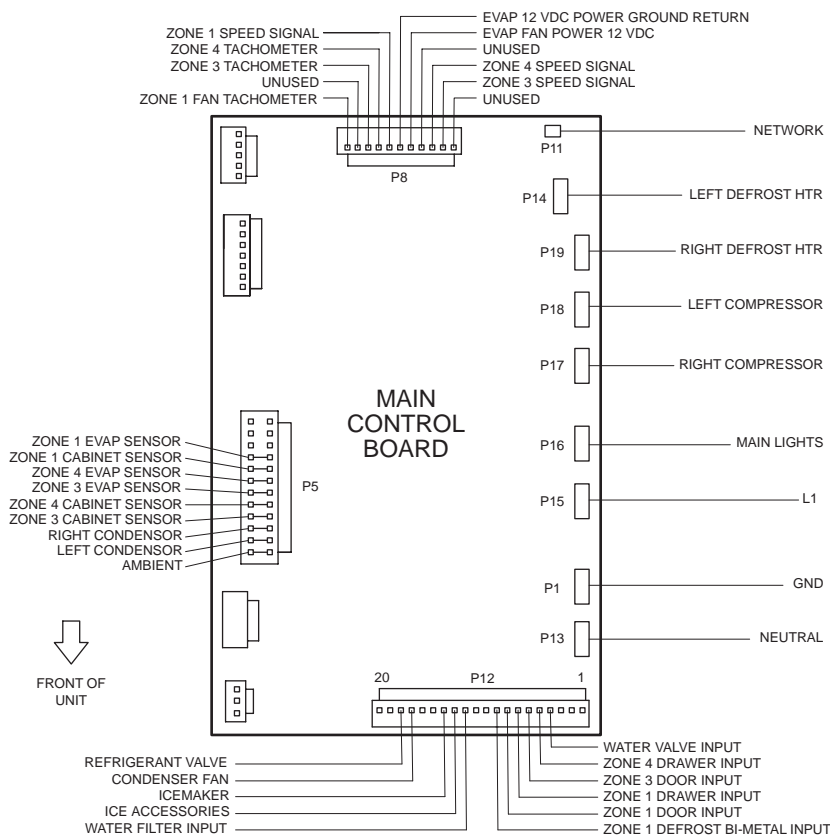 EVAP 12 VDC POWER GROUND RETURN
ZONE 1 SPEED SIGNAL
EVAP FAN POWER 12 VDC
ZONE 4 TACHOMETER
UNUSED
ZONE 3 TACHOMETER
ZONE 4 SPEED SIGNAL
UNUSED
ZONE 3 SPEED SIGNAL
ZONE 1 FAN TACHOMETER
UNUSED
P8
P11
NETWORK
P14
LEFT DEFROST HTR
P19
RIGHT DEFROST HTR
P18
LEFT COMPRESSOR
P17
RIGHT COMPRESSOR
MAIN
CONTROL
BOARD
P16
MAIN LIGHTS
P15
L1
P1
GND
P13
NEUTRAL
ZONE 1 EVAP SENSOR
ZONE 1 CABINET SENSOR
ZONE 4 EVAP SENSOR
ZONE 3 EVAP SENSOR
ZONE 4 CABINET SENSOR
ZONE 3 CABINET SENSOR
RIGHT CONDENSOR
LEFT CONDENSOR
AMBIENT
P5
FRONT OF
UNIT
20
P12
1
REFRIGERANT VALVE
CONDENSER FAN
ICEMAKER
ICE ACCESSORIES
WATER FILTER INPUT
WATER VALVE INPUT
ZONE 4 DRAWER INPUT
ZONE 3 DOOR INPUT
ZONE 1 DRAWER INPUT
ZONE 1 DOOR INPUT
ZONE 1 DEFROST BI-METAL INPUT